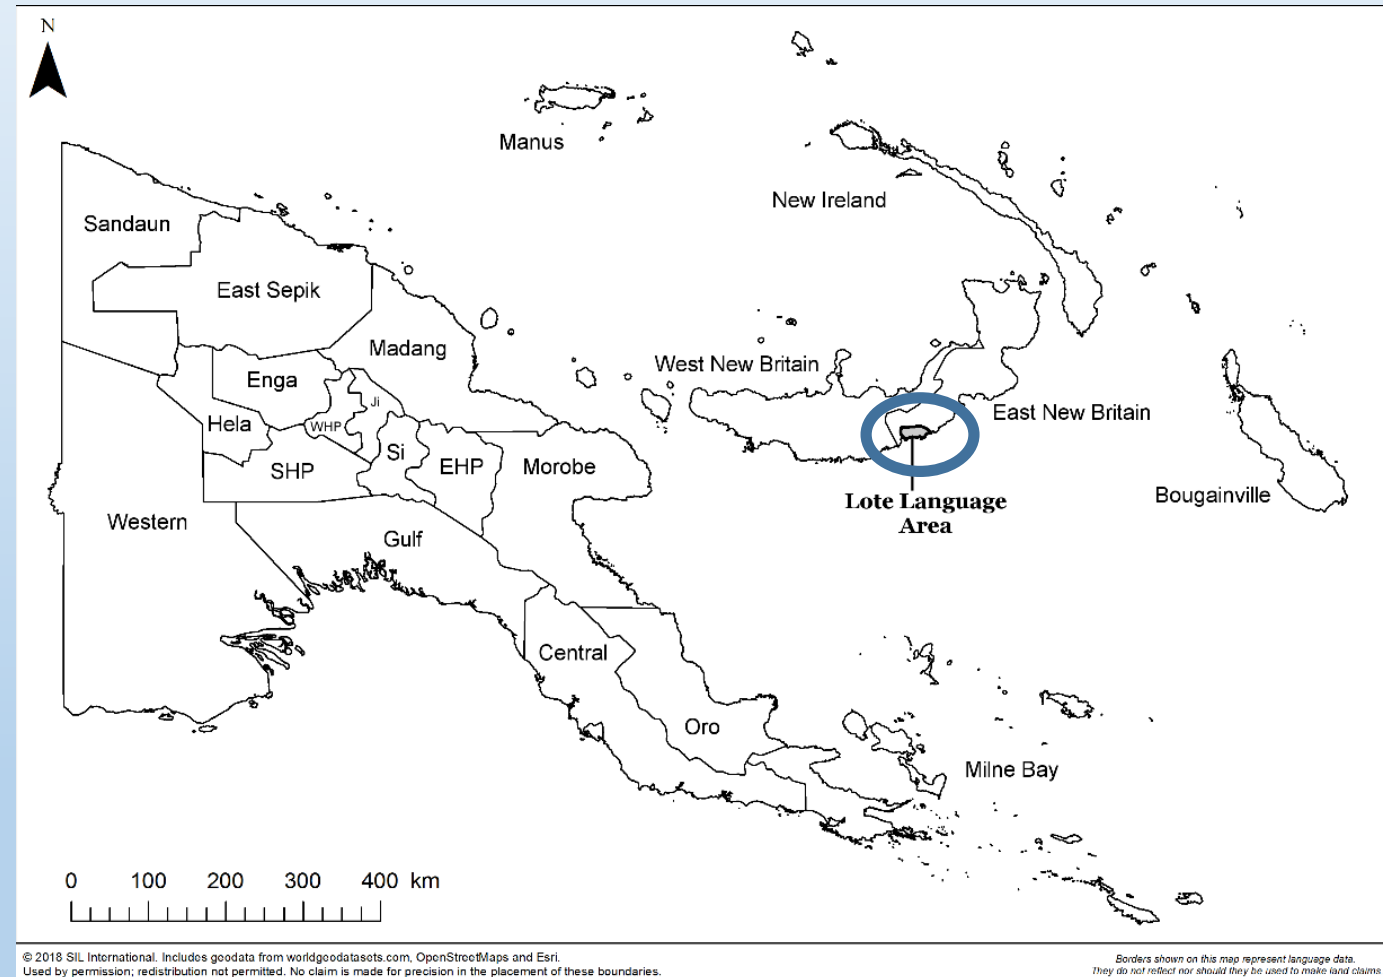 N
Manus
New Ireland
Sandaun
East Sepik
Madang
West New Britain
Enga
Ji
Hela
WHP
East New Britain
Si
SHP
EHP
Morobe
Bougainville
Lote Language
Area
Western
Gulf
Central
Oro
Milne Bay
0 100 200 300 400 km
© 2018 SIL International. Includes geodata from worldgeodatasets.com, OpenStreetMaps and Esri.
Used by permission; redistribution not permitted. No claim is made for precision in the placement of these boundaries.
Borders shown on this map represent language data.
They do not reflect nor should they be used to make land claims